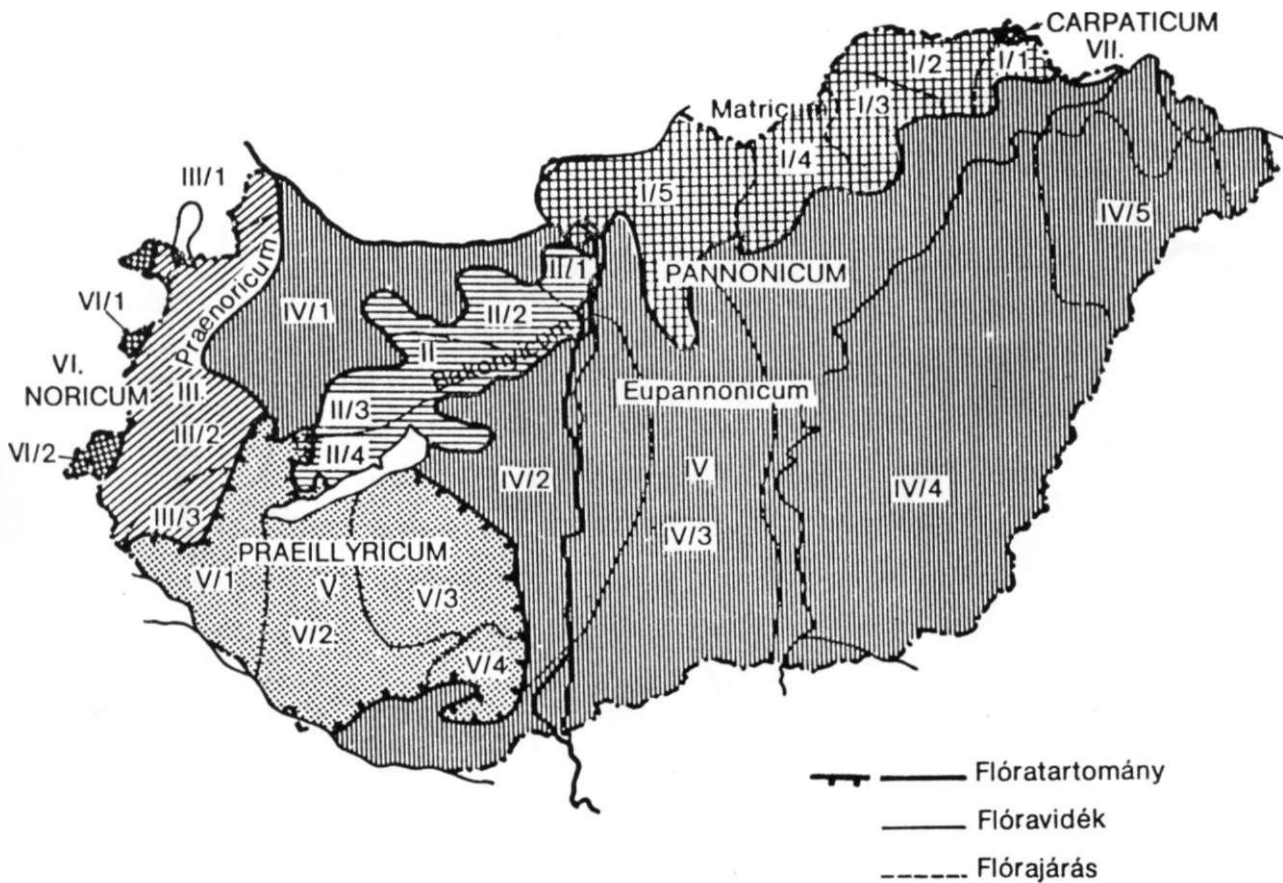 CARPATICUM
VII.
I/2
I/1
Matricum
I/3
I/4
III/1
I/5
IV/5
Praenoricum
II/1
PANNONICUM
VI/1
IV/1
II/2
II
Bakonyicum
VI.
NORICUM
III.
Eupannonicum
II/3
III/2
VI/2
II/4
IV/2
IV
IV/4
III/3
IV/3
PRAEILLYRICUM
V/1
V
V/3
V/2.
V/4
Flóratartomány
Flóravidék
Flórajárás